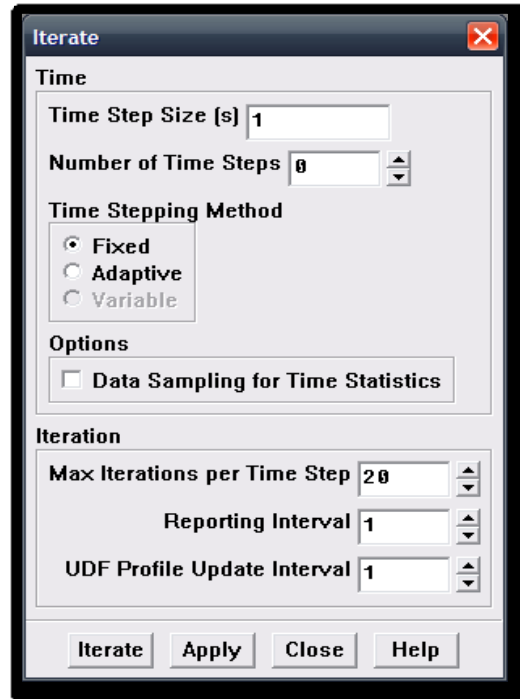 Iterate
Time
Time Step Size (s) 1
Number of Time Steps 0
Time Stepping Method
Fixed
Adaptive
Variable
Options
Data Sampling for Time Statistics
Iteration
Max Iterations per Time Step 20
Reporting Interval 1
UDF Profile Update Interval 1
Iterate Apply Close Help